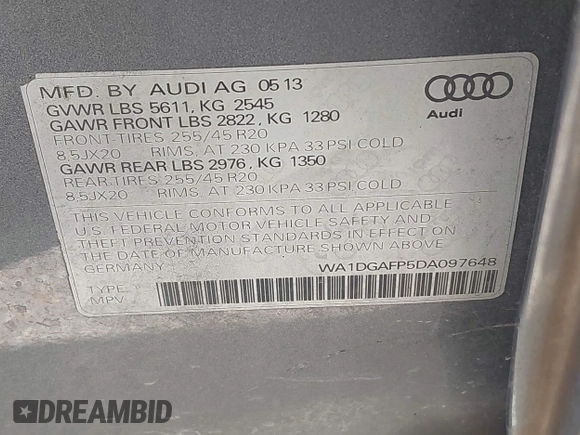 MFD. BY AUDI AG 05 13
GVWR LBS 5611, KG 2545
GAWR FRONT LBS 2822, KG 1280
FRONT-TIRES 255/45 R20
8.5JX20 RIMS, AT 230 KPA 33 PSI COLD
GAWR REAR LBS 2976, KG 1350
REAR-TIRES 255/45 R20
8.5JX20 RIMS, AT 230 KPA 33 PSI COLD
THIS VEHICLE CONFORMS TO ALL APPLICABLE
U.S. FEDERAL MOTOR VEHICLE SAFETY AND
THEFT PREVENTION STANDARDS IN EFFECT ON
THE DATE OF MANUFACTURE SHOWN ABOVE
GERMANY WA1DGAFP5DA097648
TYPE:
MPV
Audi
DREAMBID